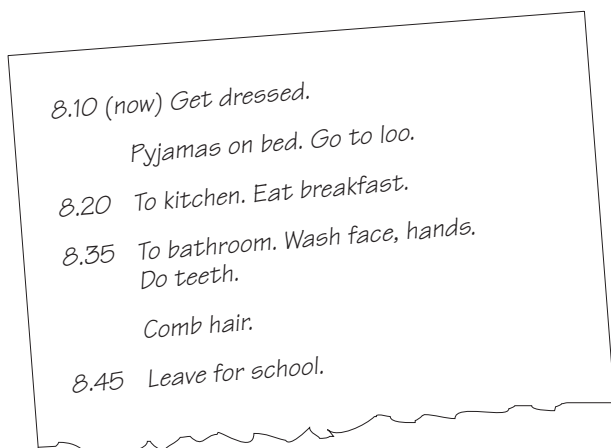 8.10 (now) Get dressed.
Pyjamas on bed. Go to loo.
8.20 To kitchen. Eat breakfast.
8.35 To bathroom. Wash face, hands.
Do teeth.
Comb hair.
8.45 Leave for school.